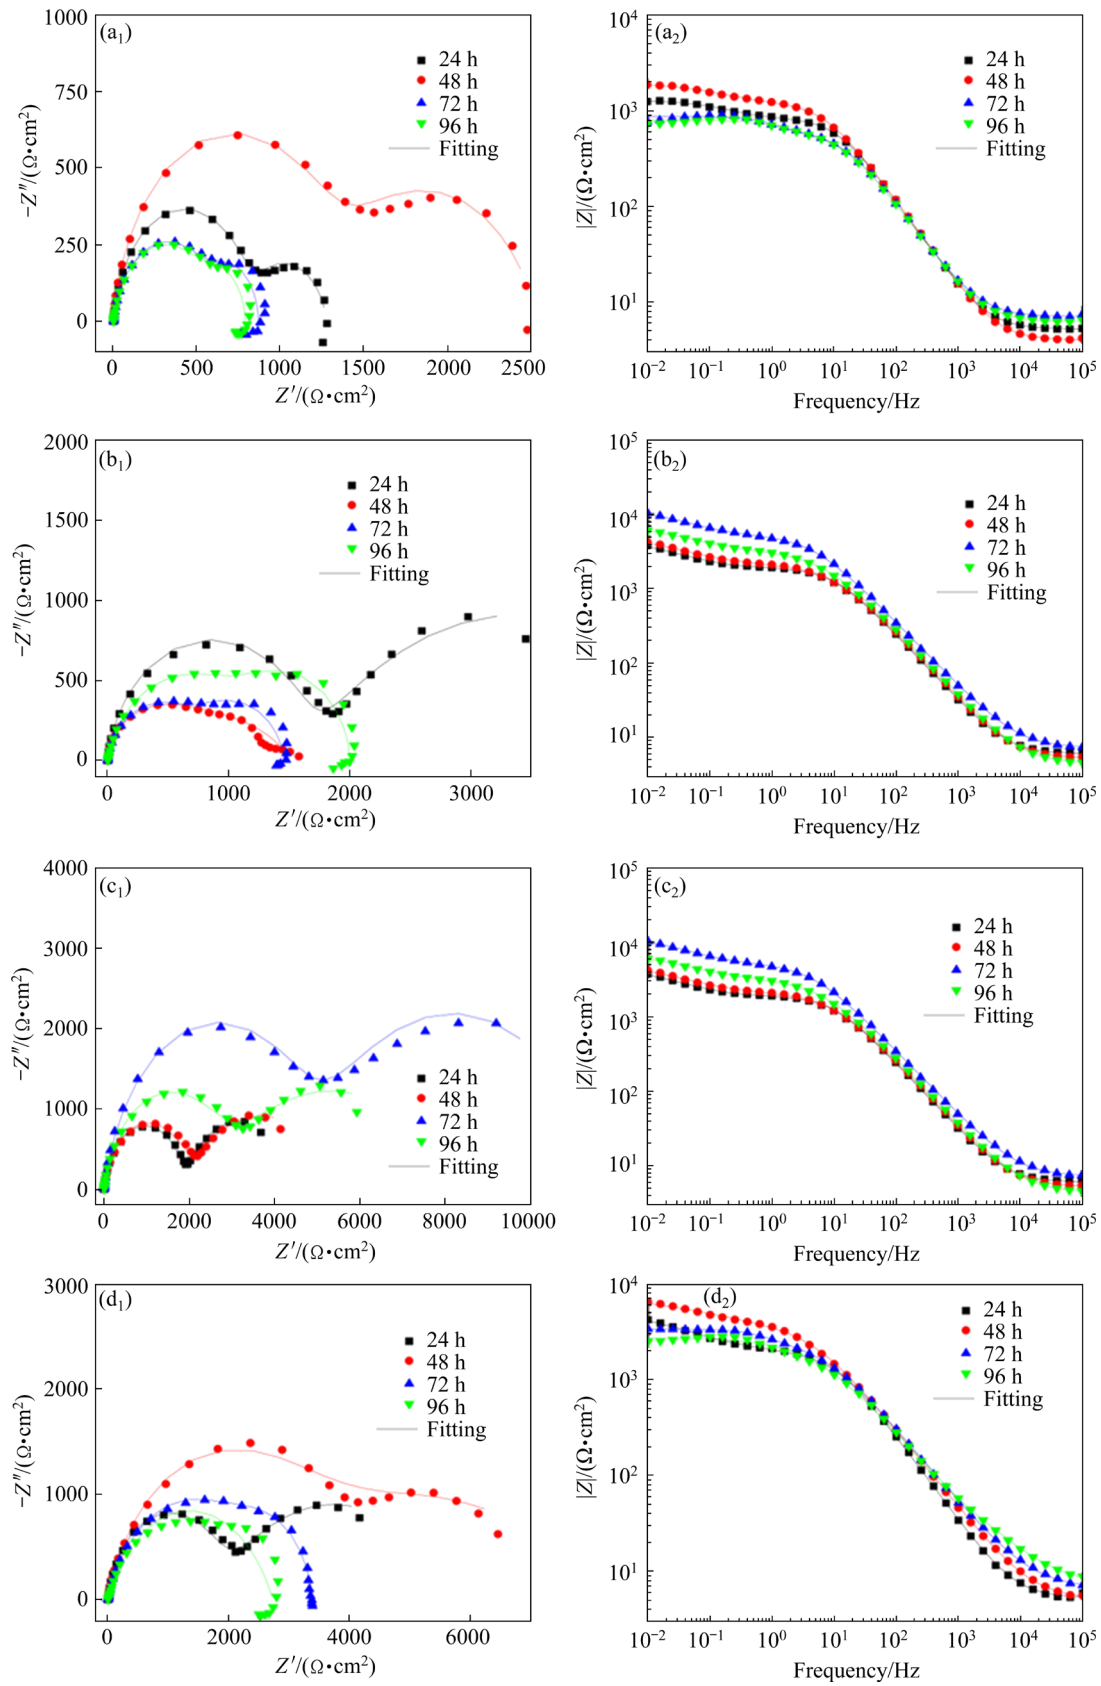 (a1)
1000
750
500
250
0
0
500
1000
1500
2000
2500
24 h
48 h
72 h
96 h
Fitting
−Z″/(Ω•cm2)
Z′/(Ω•cm2)
(a2)
10^4
10^3
10^2
10^1
10^−2
10^−1
10^0
10^1
10^2
10^3
10^4
10^5
24 h
48 h
72 h
96 h
Fitting
|Z|/(Ω•cm2)
Frequency/Hz
(b1)
2000
1500
1000
500
0
0
1000
2000
3000
24 h
48 h
72 h
96 h
Fitting
−Z″/(Ω•cm2)
Z′/(Ω•cm2)
(b2)
10^5
10^4
10^3
10^2
10^1
10^−2
10^−1
10^0
10^1
10^2
10^3
10^4
10^5
24 h
48 h
72 h
96 h
Fitting
|Z|/(Ω•cm2)
Frequency/Hz
(c1)
4000
3000
2000
1000
0
0
2000
4000
6000
8000
10000
24 h
48 h
72 h
96 h
Fitting
−Z″/(Ω•cm2)
Z′/(Ω•cm2)
(c2)
10^5
10^4
10^3
10^2
10^1
10^−2
10^−1
10^0
10^1
10^2
10^3
10^4
10^5
24 h
48 h
72 h
96 h
Fitting
|Z|/(Ω•cm2)
Frequency/Hz
(d1)
3000
2000
1000
0
0
2000
4000
6000
24 h
48 h
72 h
96 h
Fitting
−Z″/(Ω•cm2)
Z′/(Ω•cm2)
(d2)
10^4
10^3
10^2
10^1
10^−2
10^−1
10^0
10^1
10^2
10^3
10^4
10^5
24 h
48 h
72 h
96 h
Fitting
|Z|/(Ω•cm2)
Frequency/Hz